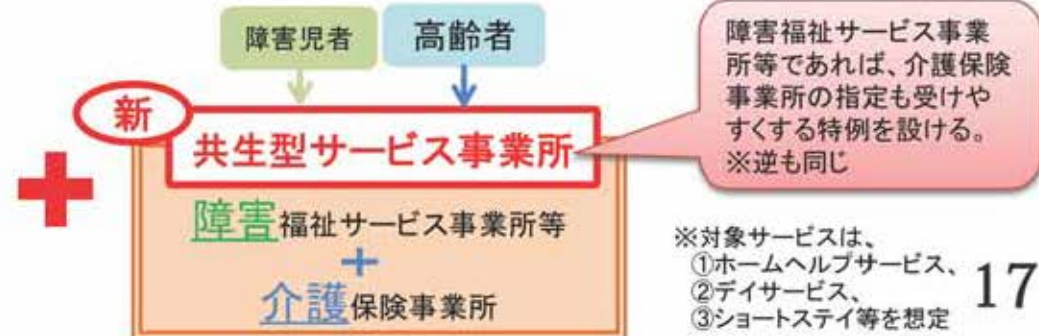 障害児者
高齢者
新
共生型サービス事業所
障害福祉サービス事業所等
+
介護保険事業所
障害福祉サービス事業
所等であれば、介護保険
事業所の指定も受けや
すくする特例を設ける。
※逆も同じ
※対象サービスは、
①ホームヘルプサービス、
②デイサービス、
③ショートステイ等を想定
17